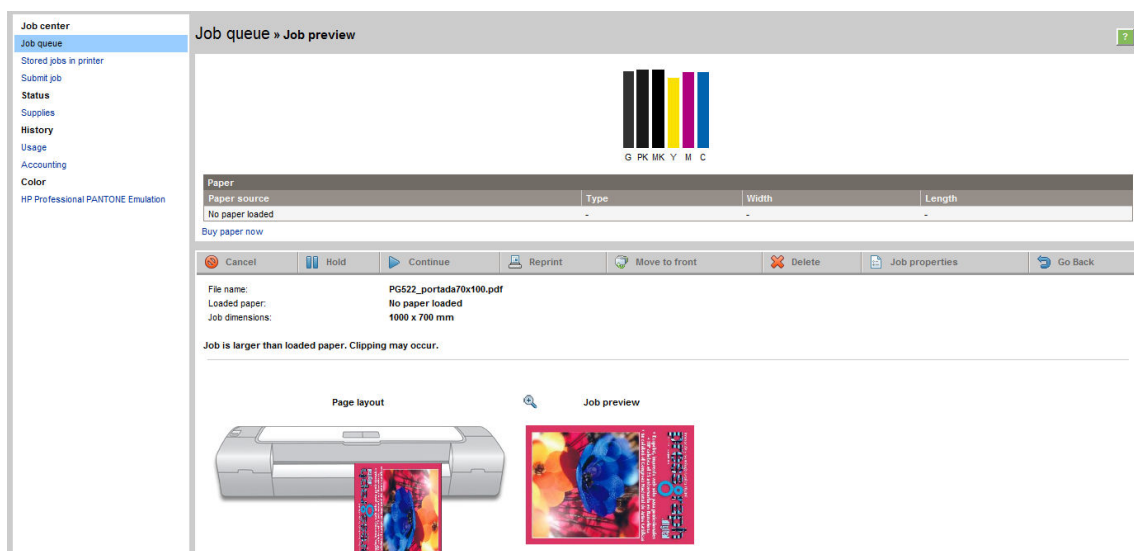 Job center
Job queue
Stored jobs in printer
Submit job
Status
Supplies
History
Usage
Accounting
Color
HP Professional PANTONE Emulation
Job queue » Job preview
?
G PK MK Y M C
Paper
Paper source Type Width Length
No paper loaded - - -
Buy paper now
Cancel Hold Continue Reprint Move to front Delete Job properties Go Back
File name: PG522_portada70x100.pdf
Loaded paper: No paper loaded
Job dimensions: 1000 x 700 mm
Job is larger than loaded paper. Clipping may occur.
Page layout Job preview